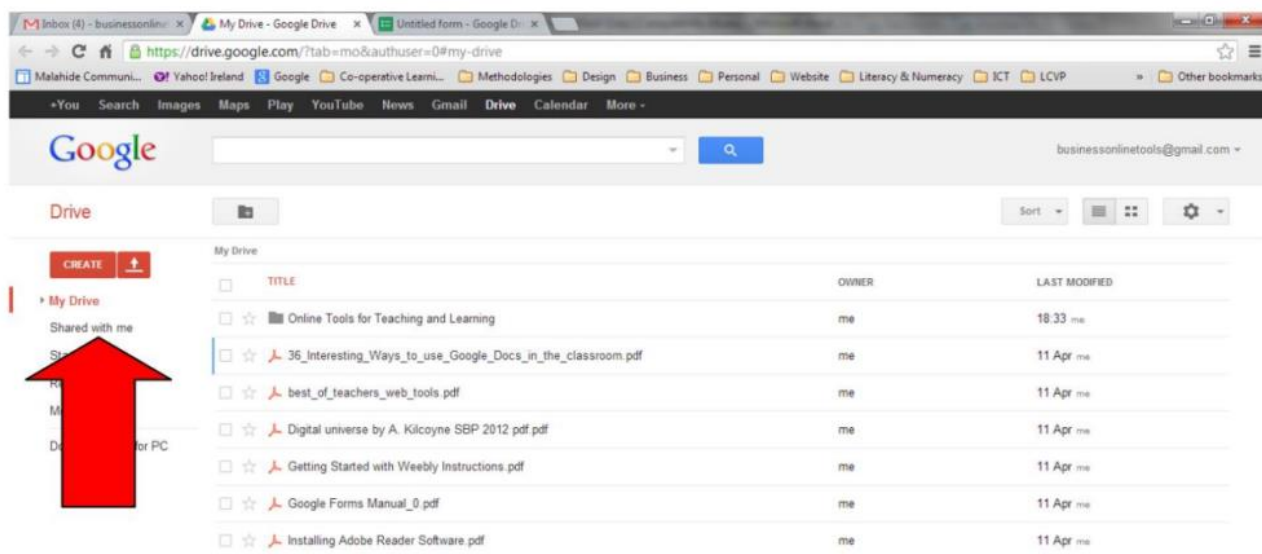 Inbox (4) - businessonline
My Drive - Google Drive
Untitled form - Google Dr
https://drive.google.com/?tab=mo&authuser=0#my-drive
Malahide Communi... Yahoo! Ireland Google Co-operative Learni... Methodologies Design Business Personal Website Literacy & Numeracy ICT LCVP » Other bookmarks
+You Search Images Maps Play YouTube News Gmail Drive Calendar More
Google
businessonlinetools@gmail.com
Drive
Sort
CREATE
My Drive
Shared with me
for PC
My Drive
TITLE OWNER LAST MODIFIED
Online Tools for Teaching and Learning me 18:33 me
36_Interesting_Ways_to_use_Google_Docs_in_the_classroom.pdf me 11 Apr me
best_of_teachers_web_tools.pdf me 11 Apr me
Digital universe by A. Kilcoyne SBP 2012 pdf.pdf me 11 Apr me
Getting Started with Weebly Instructions.pdf me 11 Apr me
Google Forms Manual_0.pdf me 11 Apr me
Installing Adobe Reader Software.pdf me 11 Apr me